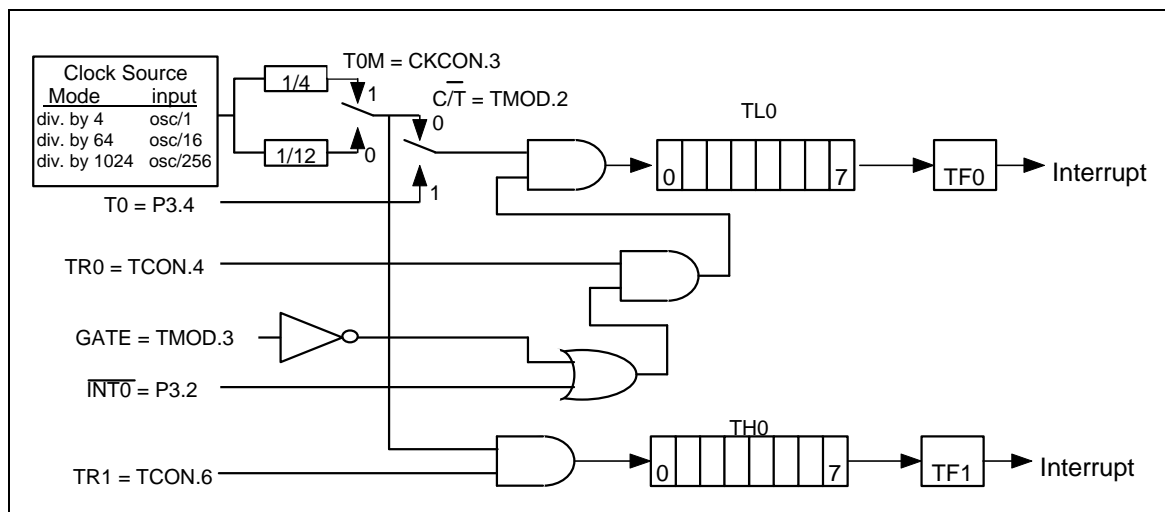 Clock Source
Mode input
div. by 4 osc/1
div. by 64 osc/16
div. by 1024 osc/256
1/4
1/12
T0M = CKCON.3
1
0
C/T̅ = TMOD.2
0
1
T0 = P3.4
TL0
0 7
TF0
Interrupt
TR0 = TCON.4
GATE = TMOD.3
I̅N̅T̅0̅ = P3.2
TR1 = TCON.6
TH0
0 7
TF1
Interrupt